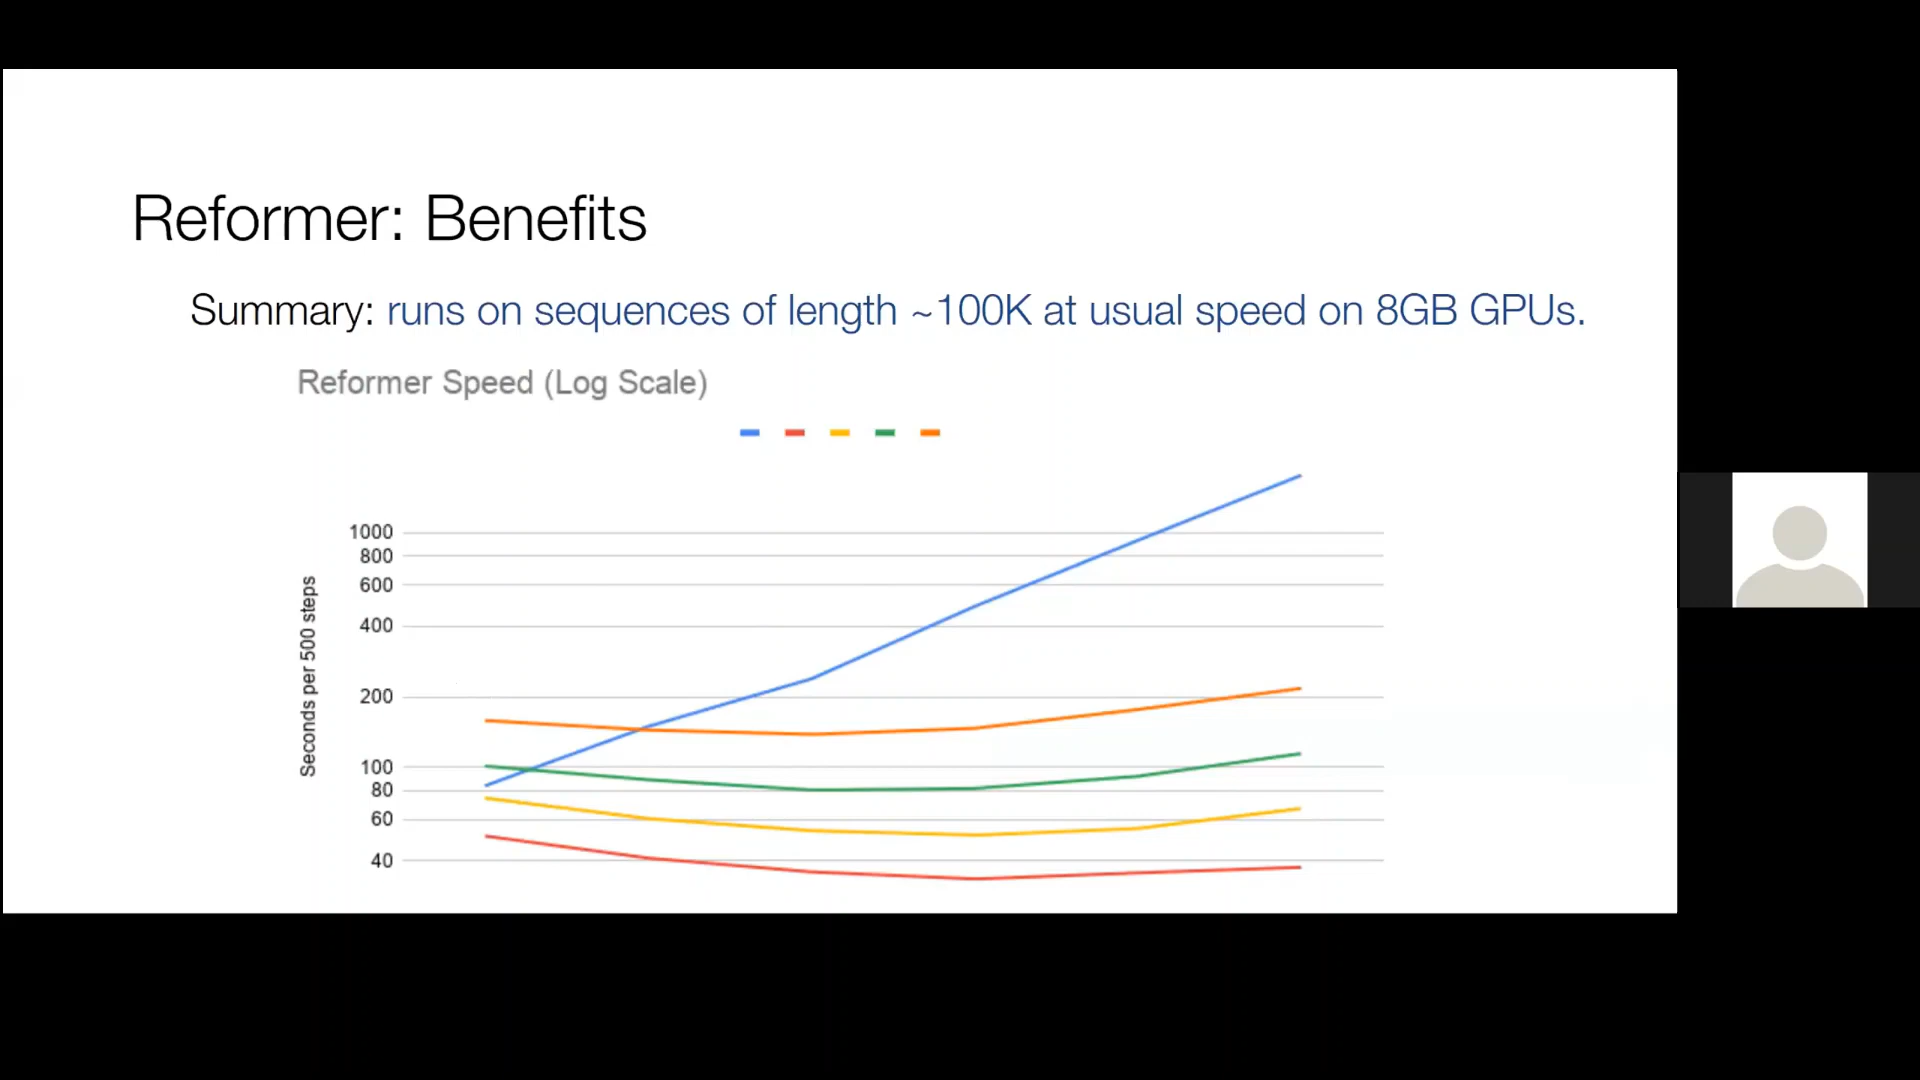 Reformer: Benefits
Summary: runs on sequences of length ~100K at usual speed on 8GB GPUs.
Reformer Speed (Log Scale)
Seconds per 500 steps
1000
800
600
400
200
100
80
60
40